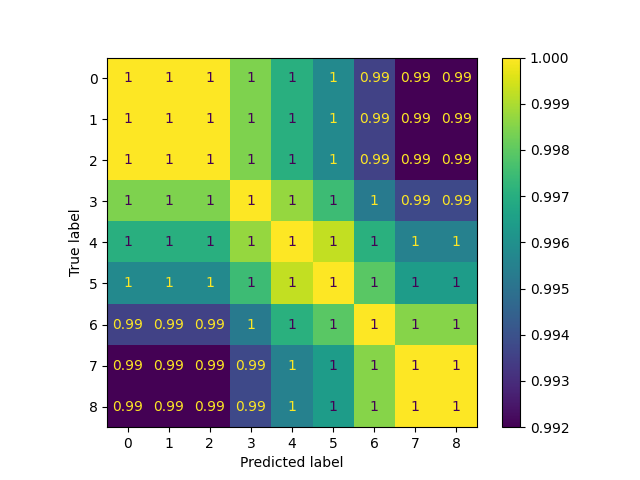 0 1 1 1 1 1 1 0.99 0.99 0.99
1 1 1 1 1 1 1 0.99 0.99 0.99
2 1 1 1 1 1 1 0.99 0.99 0.99
3 1 1 1 1 1 1 1 0.99 0.99
4 1 1 1 1 1 1 1 1 1
5 1 1 1 1 1 1 1 1 1
6 0.99 0.99 0.99 1 1 1 1 1 1
7 0.99 0.99 0.99 0.99 1 1 1 1 1
8 0.99 0.99 0.99 0.99 1 1 1 1 1
0 1 2 3 4 5 6 7 8
Predicted label
True label
1.000
0.999
0.998
0.997
0.996
0.995
0.994
0.993
0.992